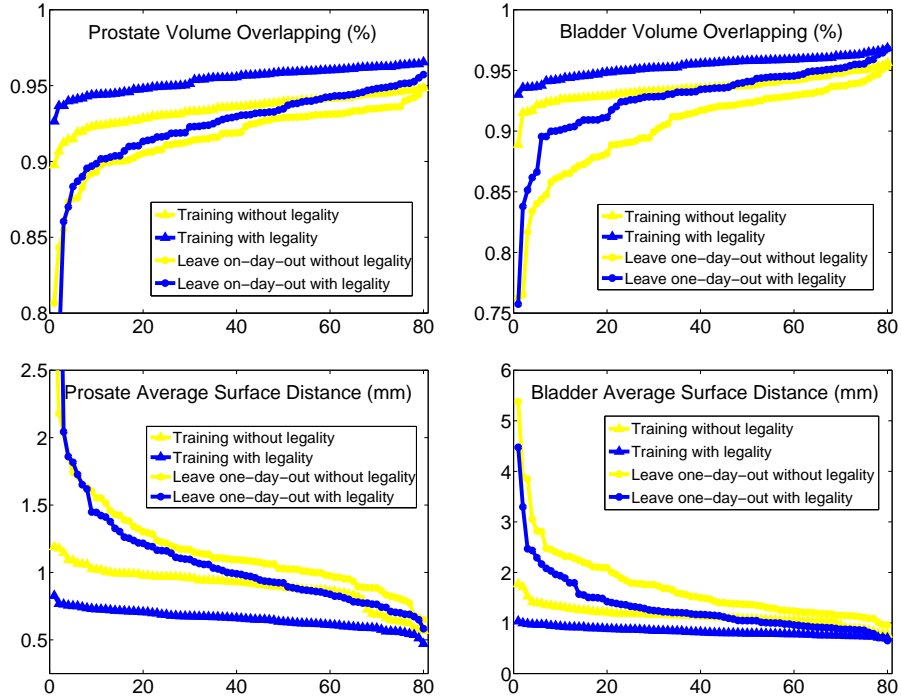 Prostate Volume Overlapping (%)
1
0.95
0.9
0.85
0.8
0 20 40 60 80
Training without legality
Training with legality
Leave on-day-out without legality
Leave on-day-out with legality
Bladder Volume Overlapping (%)
1
0.95
0.9
0.85
0.8
0.75
0 20 40 60 80
Training without legality
Training with legality
Leave one-day-out without legality
Leave one-day-out with legality
Prosate Average Surface Distance (mm)
2.5
2
1.5
1
0.5
0 20 40 60 80
Training without legality
Training with legality
Leave one-day-out without legality
Leave one-day-out with legality
Bladder Average Surface Distance (mm)
6
5
4
3
2
1
0
0 20 40 60 80
Training without legality
Training with legality
Leave one-day-out without legality
Leave one-day-out with legality